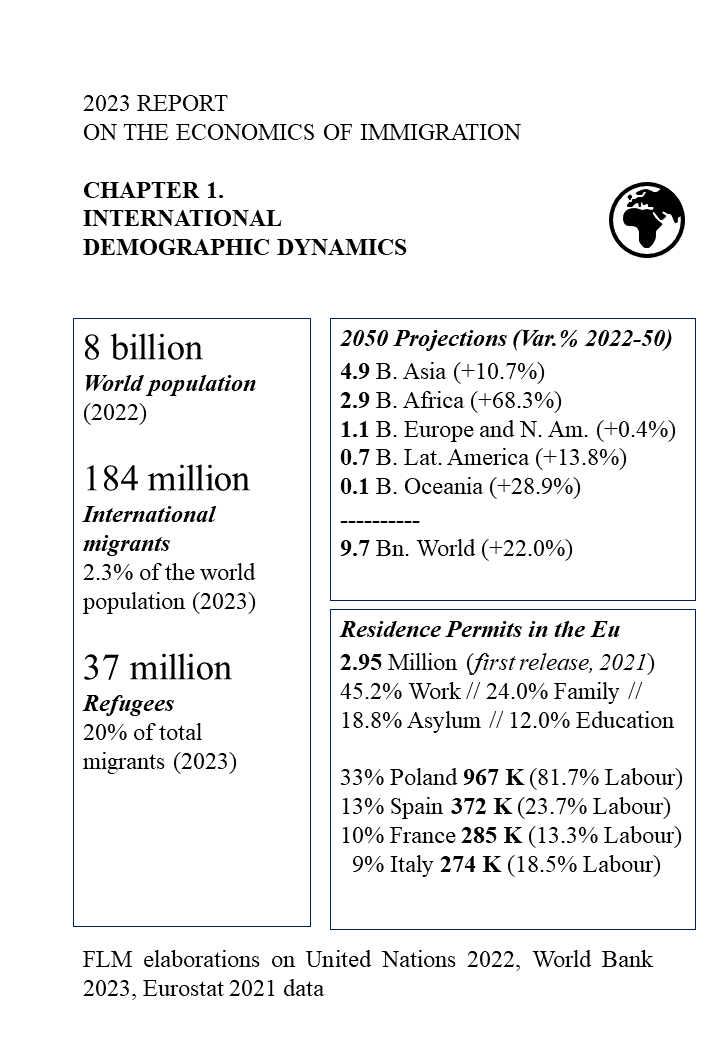 2023 REPORT
ON THE ECONOMICS OF IMMIGRATION
CHAPTER 1.
INTERNATIONAL
DEMOGRAPHIC DYNAMICS
8 billion
World population
(2022)
184 million
International
migrants
2.3% of the world
population (2023)
37 million
Refugees
20% of total
migrants (2023)
2050 Projections (Var.% 2022-50)
4.9 B. Asia (+10.7%)
2.9 B. Africa (+68.3%)
1.1 B. Europe and N. Am. (+0.4%)
0.7 B. Lat. America (+13.8%)
0.1 B. Oceania (+28.9%)
----------
9.7 Bn. World (+22.0%)
Residence Permits in the Eu
2.95 Million (first release, 2021)
45.2% Work // 24.0% Family //
18.8% Asylum // 12.0% Education
33% Poland 967 K (81.7% Labour)
13% Spain 372 K (23.7% Labour)
10% France 285 K (13.3% Labour)
9% Italy 274 K (18.5% Labour)
FLM elaborations on United Nations 2022, World Bank
2023, Eurostat 2021 data